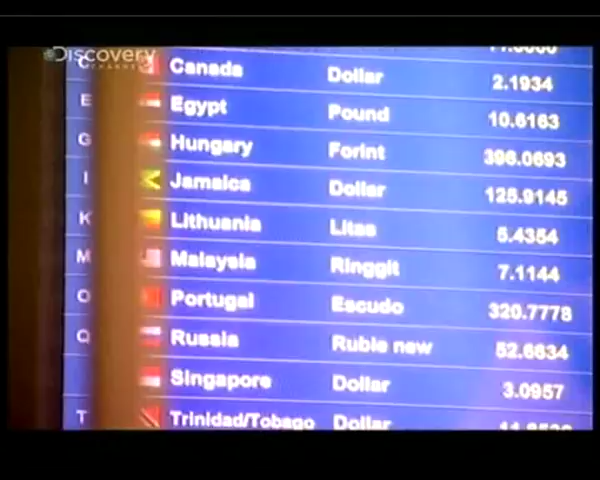 Discovery
CHANNEL
C Canada Dollar 2.1934
E Egypt Pound 10.6163
G Hungary Forint 396.0693
I Jamaica Dollar 125.9145
K Lithuania Litas 5.4354
M Malaysia Ringgit 7.1144
O Portugal Escudo 320.7778
Q Russia Ruble new 52.6634
Singapore Dollar 3.0957
T Trinidad/Tobago Dollar